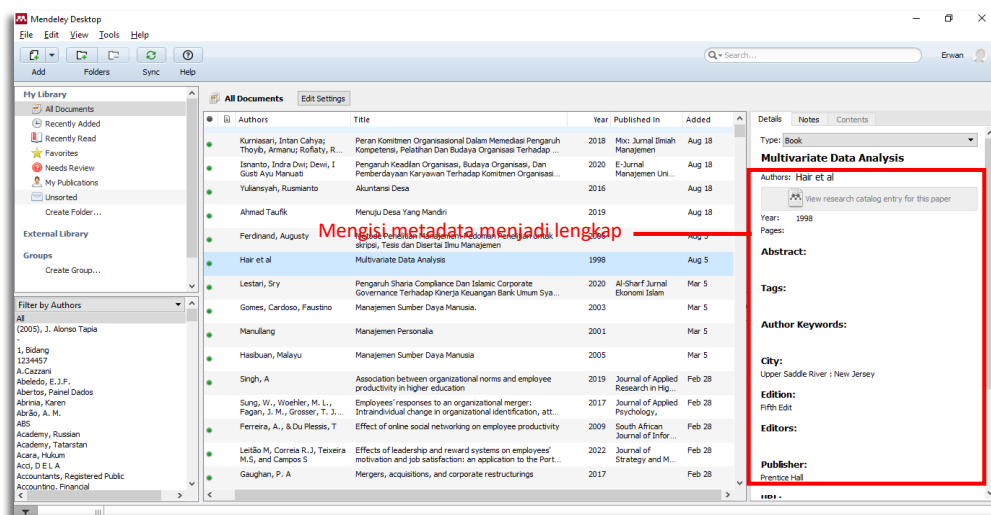 Mendeley Desktop
File Edit View Tools Help
Add Folders Sync Help
Search...
Erwan
My Library
All Documents
Recently Added
Recently Read
Favorites
Needs Review
My Publications
Unsorted
Create Folder...
External Library
Groups
Create Group...
Filter by Authors
All
(2005), J. Alonso Tapia
-
1, Bidang
1234457
A.Cazzani
Abeledo, E.J.F.
Abertos, Painel Dados
Abrinia, Karen
Abrão, A. M.
ABS
Academy, Russian
Academy, Tatarstan
Acara, Hukum
Acci, D E L A
Accountants, Registered Public
Accounting, Financial
All Documents Edit Settings
Authors Title Year Published In Added
Kurniasari, Intan Cahya; Peran Komitmen Organisasional Dalam Memediasi Pengaruh 2018 Mix: Jurnal Ilmiah Aug 18
Thoyib, Armanu; Rofiaty, R... Kompetensi, Pelatihan Dan Budaya Organisasi Terhadap ... Manajemen
Isnanto, Indra Dwi; Dewi, I Pengaruh Keadilan Organisasi, Budaya Organisasi, Dan 2020 E-Jurnal Aug 18
Gusti Ayu Manuati Pemberdayaan Karyawan Terhadap Komitmen Organisasi... Manajemen Uni...
Yuliansyah, Rusmianto Akuntansi Desa 2016 Aug 18
Ahmad Taufik Menuju Desa Yang Mandiri 2019 Aug 18
Mengisi metadata menjadi lengkap
Ferdinand, Augusty Metode Penelitian Manajemen: Pedoman Penelitian untuk 2006 Aug 5
skripsi, Tesis dan Disertai Ilmu Manajemen
Hair et al Multivariate Data Analysis 1998 Aug 5
Lestari, Sry Pengaruh Sharia Compliance Dan Islamic Corporate 2020 Al-Sharf Jurnal Mar 5
Governance Terhadap Kinerja Keuangan Bank Umum Sya... Ekonomi Islam
Gomes, Cardoso, Faustino Manajemen Sumber Daya Manusia. 2003 Mar 5
Manullang Manajemen Personalia 2001 Mar 5
Hasibuan, Malayu Manajemen Sumber Daya Manusia 2005 Mar 5
Singh, A Association between organizational norms and employee 2019 Journal of Applied Feb 28
productivity in higher education Research in Hig...
Sung, W., Woehler, M. L., Employees' responses to an organizational merger: 2017 Journal of Applied Feb 28
Fagan, J. M., Grosser, T. J.... Intraindividual change in organizational identification, att... Psychology,
Ferreira, A., & Du Plessis, T Effect of online social networking on employee productivity 2009 South African Feb 28
Journal of Infor...
Leitão M, Correia R.J, Teixeira Effects of leadership and reward systems on employees' 2022 Journal of Feb 28
M.S, and Campos S motivation and job satisfaction: an application to the Port... Strategy and M...
Gaughan, P. A Mergers, acquisitions, and corporate restructurings 2017 Feb 28
Details Notes Contents
Type: Book
Multivariate Data Analysis
Authors: Hair et al
View research catalog entry for this paper
Year: 1998
Pages:
Abstract:
Tags:
Author Keywords:
City:
Upper Saddle River : New Jersey
Edition:
Fifth Edit
Editors:
Publisher:
Prentice Hall
URL: